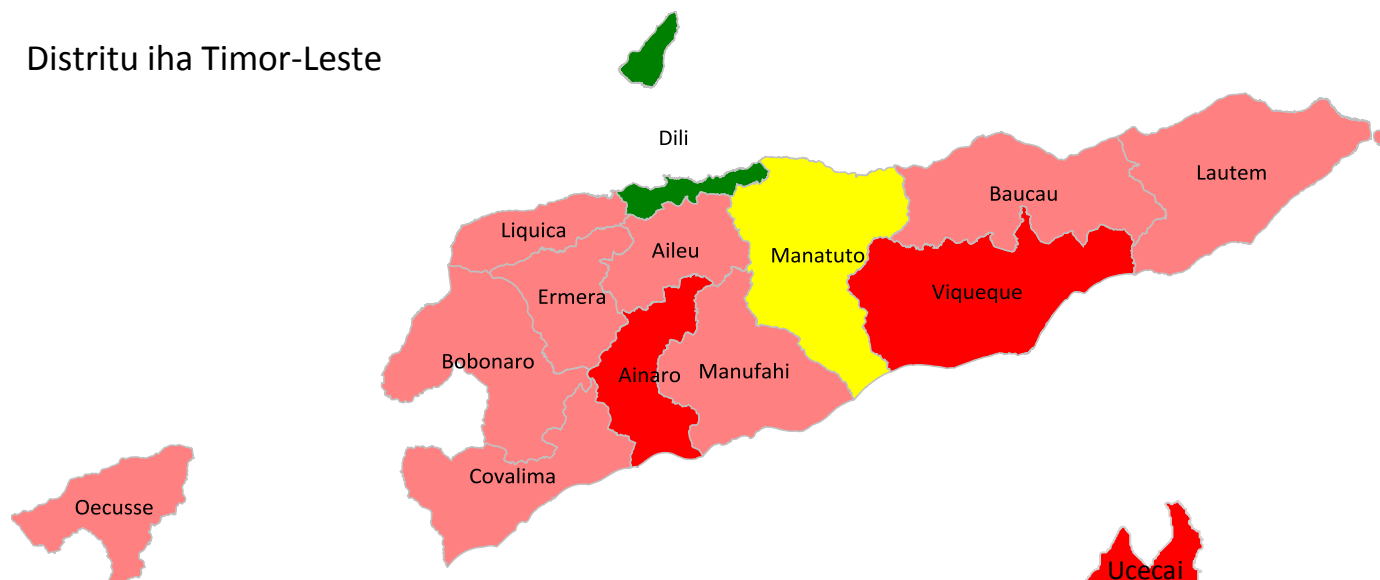 Distritu iha Timor-Leste
Dili
Lautem
Baucau
Liquica
Aileu
Manatuto
Viqueque
Ermera
Bobonaro
Ainaro
Manufahi
Covalima
Oecusse
Ucecai